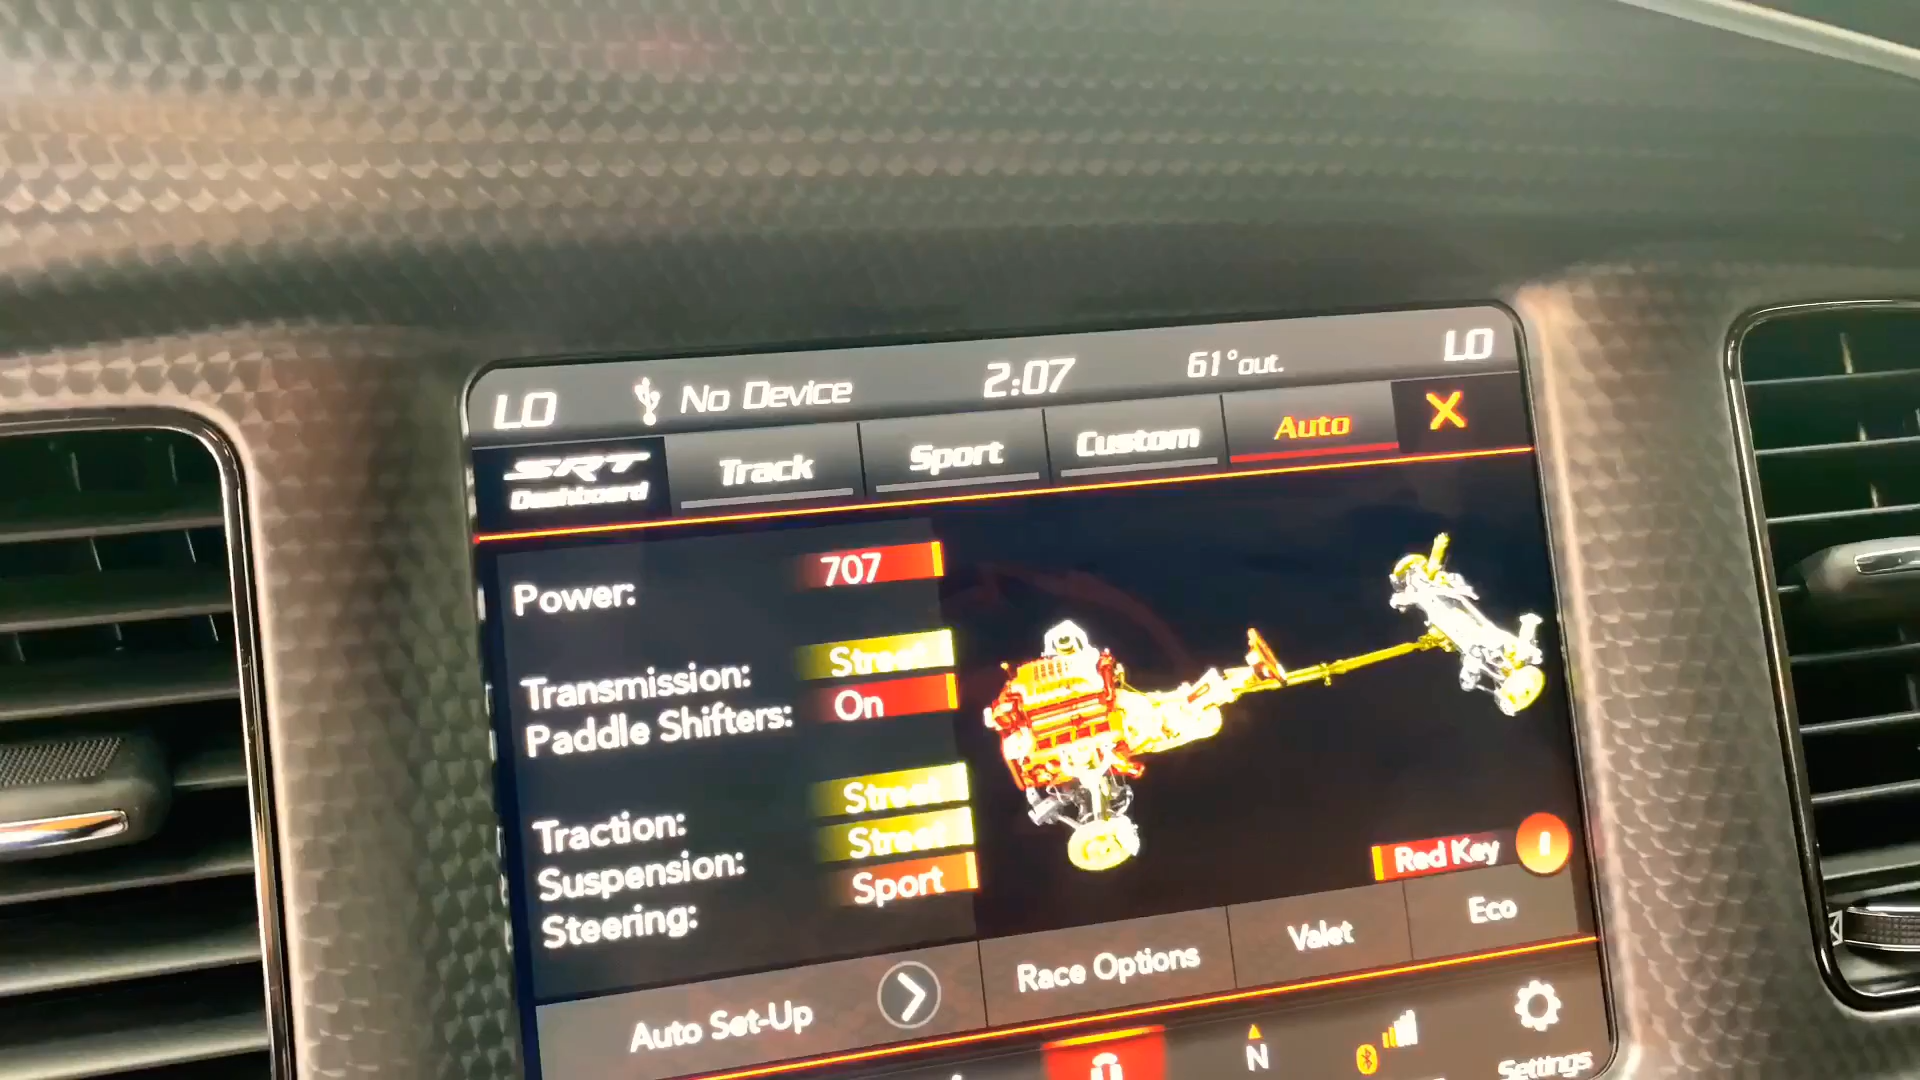 LO No Device 2:07 61°out. LO
SRT Dashboard Track Sport Custom Auto X
Power: 707
Transmission: Street
Paddle Shifters: On
Traction: Street
Suspension: Street
Steering: Sport
Red Key
Auto Set-Up Race Options Valet Eco
N Settings